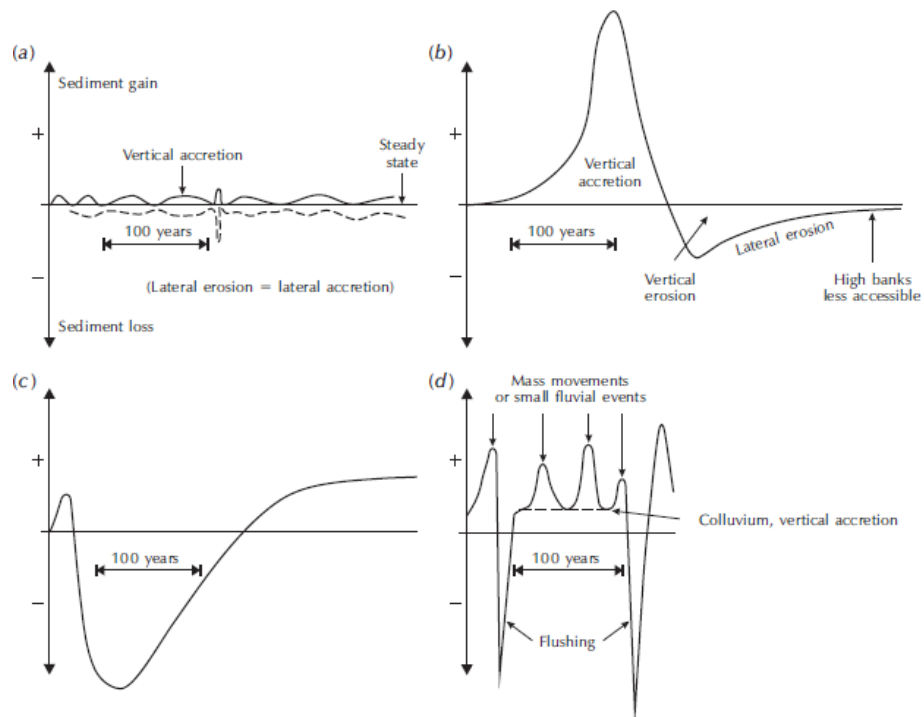 (a)
Sediment gain
+
Vertical accretion
Steady
state
100 years
−
(Lateral erosion = lateral accretion)
Sediment loss
(b)
+
Vertical
accretion
100 years
Lateral erosion
−
Vertical
erosion
High banks
less accessible
(c)
+
100 years
−
(d)
Mass movements
or small fluvial events
+
Colluvium, vertical accretion
100 years
−
Flushing